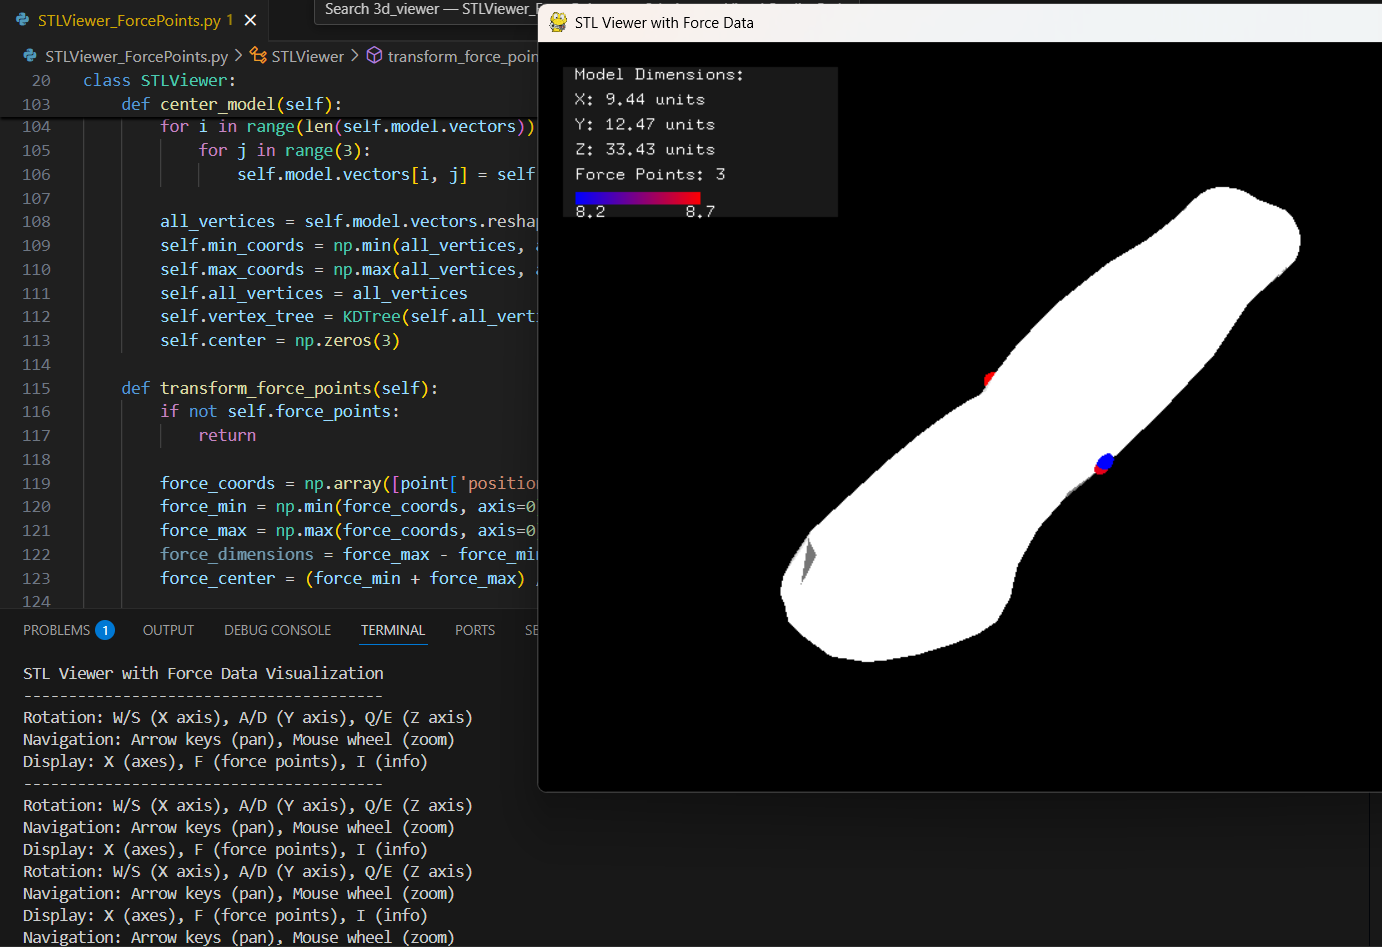 STLViewer_ForcePoints.py 1
Search 3d_viewer — STLViewer_F
STL Viewer with Force Data
STLViewer_ForcePoints.py > STLViewer > transform_force_poin
20 class STLViewer:
103 def center_model(self):
104 for i in range(len(self.model.vectors))
105 for j in range(3):
106 self.model.vectors[i, j] = self
107
108 all_vertices = self.model.vectors.reshap
109 self.min_coords = np.min(all_vertices, a
110 self.max_coords = np.max(all_vertices, a
111 self.all_vertices = all_vertices
112 self.vertex_tree = KDTree(self.all_verti
113 self.center = np.zeros(3)
114
115 def transform_force_points(self):
116 if not self.force_points:
117 return
118
119 force_coords = np.array([point['positio
120 force_min = np.min(force_coords, axis=0
121 force_max = np.max(force_coords, axis=0
122 force_dimensions = force_max - force_min
123 force_center = (force_min + force_max) /
124
Model Dimensions:
X: 9.44 units
Y: 12.47 units
Z: 33.43 units
Force Points: 3
8.2 8.7
PROBLEMS 1 OUTPUT DEBUG CONSOLE TERMINAL PORTS SE
STL Viewer with Force Data Visualization
----------------------------------------
Rotation: W/S (X axis), A/D (Y axis), Q/E (Z axis)
Navigation: Arrow keys (pan), Mouse wheel (zoom)
Display: X (axes), F (force points), I (info)
----------------------------------------
Rotation: W/S (X axis), A/D (Y axis), Q/E (Z axis)
Navigation: Arrow keys (pan), Mouse wheel (zoom)
Display: X (axes), F (force points), I (info)
Rotation: W/S (X axis), A/D (Y axis), Q/E (Z axis)
Navigation: Arrow keys (pan), Mouse wheel (zoom)
Display: X (axes), F (force points), I (info)
Navigation: Arrow keys (pan), Mouse wheel (zoom)